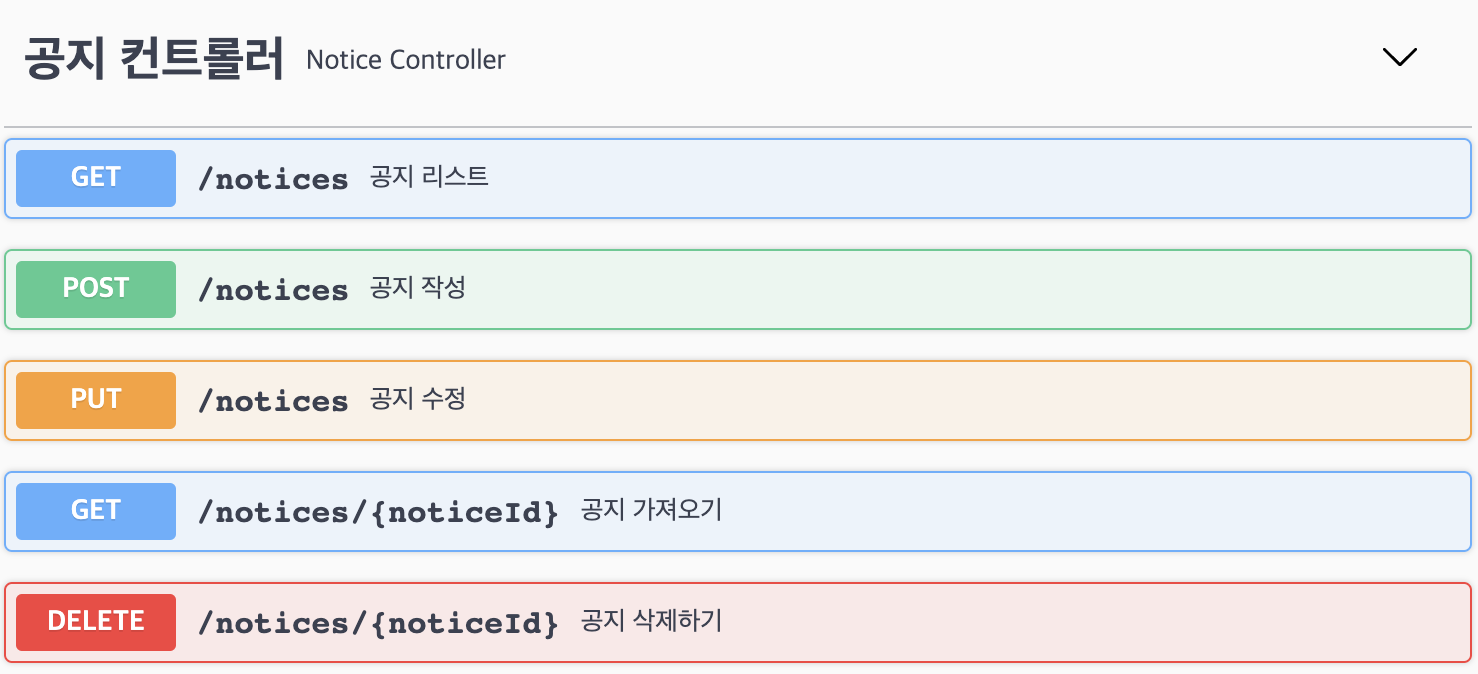 공지 컨트롤러 Notice Controller
GET /notices 공지 리스트
POST /notices 공지 작성
PUT /notices 공지 수정
GET /notices/{noticeId} 공지 가져오기
DELETE /notices/{noticeId} 공지 삭제하기